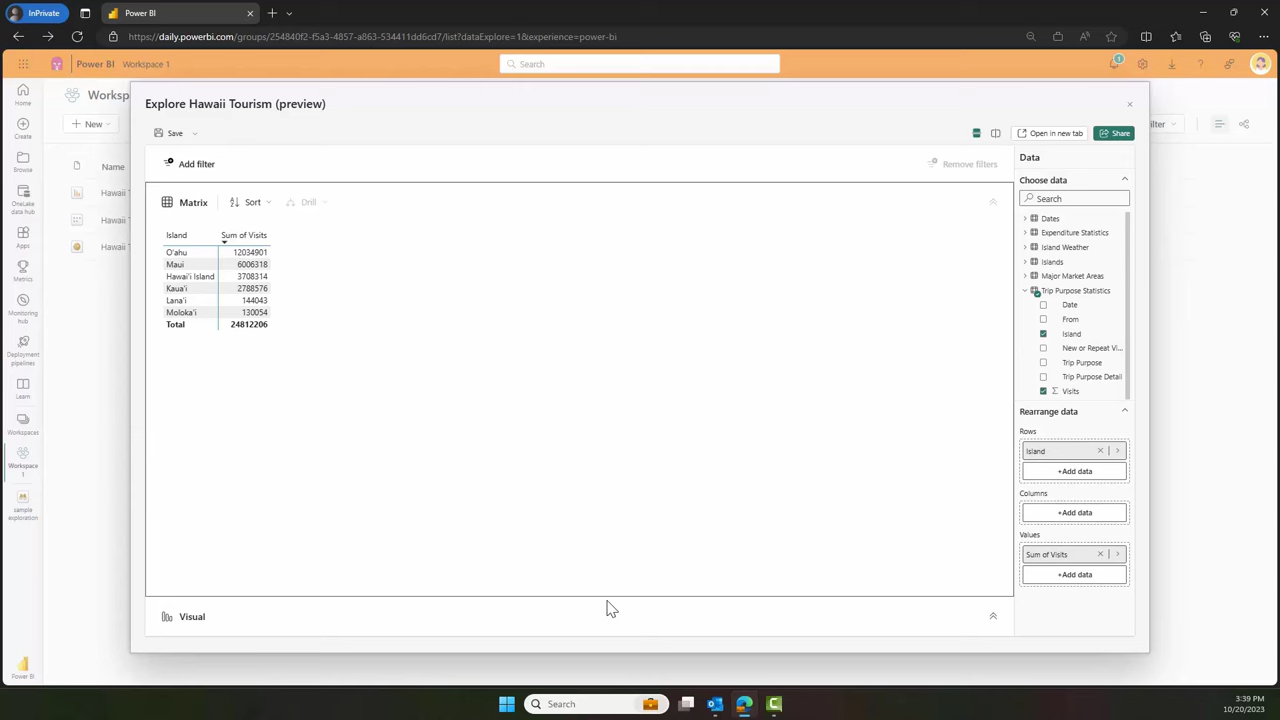 InPrivate
Power BI
https://daily.powerbi.com/groups/254840f2-f5a3-4857-a863-534411dd6cd7/list?dataExplore=1&experience=power-bi
Power BI Workspace 1
Search
1
Home
Create
Browse
OneLake
data hub
Apps
Metrics
Monitoring
hub
Deployment
pipelines
Learn
Workspaces
Workspace
1
sample
exploration
Power BI
Worksp
New
Name
Hawaii T
Hawaii T
Hawaii T
ilter
Explore Hawaii Tourism (preview)
Save
Open in new tab
Share
Add filter
Remove filters
Matrix
Sort
Drill
Island Sum of Visits
O'ahu 12034901
Maui 6006318
Hawai'i Island 3708314
Kaua'i 2788576
Lana'i 144043
Moloka'i 130054
Total 24812206
Visual
Data
Choose data
Search
Dates
Expenditure Statistics
Island Weather
Islands
Major Market Areas
Trip Purpose Statistics
Date
From
Island
New or Repeat Vi...
Trip Purpose
Trip Purpose Detail
Σ Visits
Rearrange data
Rows
Island
+Add data
Columns
+Add data
Values
Sum of Visits
+Add data
Search
3:39 PM
10/20/2023